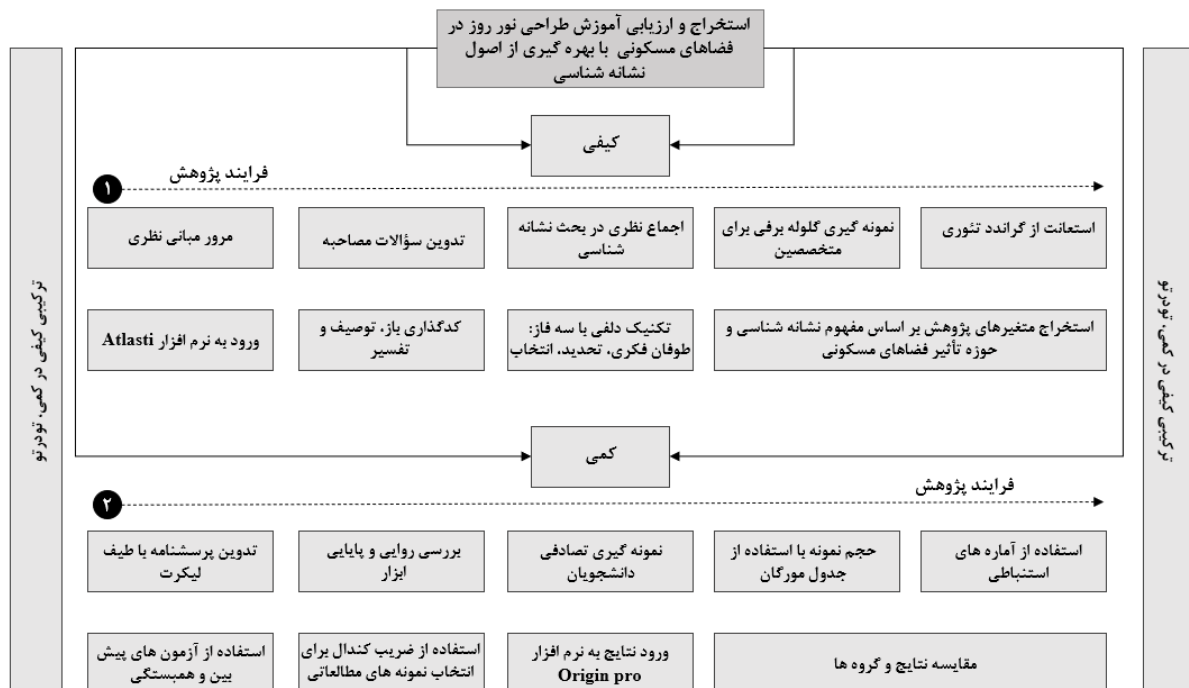 استخراج و ارزیابی آموزش طراحی نور روز در
فضاهای مسکونی با بهره گیری از اصول
نشانه شناسی
کیفی
فرایند پژوهش
۱
استعانت از گراندد تئوری
نمونه گیری گلوله برفی برای
متخصصین
اجماع نظری در بحث نشانه
شناسی
تدوین سؤالات مصاحبه
مرور مبانی نظری
استخراج متغیرهای پژوهش بر اساس مفهوم نشانه شناسی و
حوزه تأثیر فضاهای مسکونی
تکنیک دلفی با سه فاز:
طوفان فکری، تحدید، انتخاب
کدگذاری باز، توصیف و
تفسیر
ورود به نرم افزار Atlasti
ترکیبی کیفی در کمی، تودرتو
ترکیبی کیفی در کمی، تودرتو
کمی
فرایند پژوهش
۲
استفاده از آماره های
استنباطی
حجم نمونه با استفاده از
جدول مورگان
نمونه گیری تصادفی
دانشجویان
بررسی روایی و پایایی
ابزار
تدوین پرسشنامه با طیف
لیکرت
مقایسه نتایج و گروه ها
ورود نتایج به نرم افزار
Origin pro
استفاده از ضریب کندال برای
انتخاب نمونه های مطالعاتی
استفاده از آزمون های پیش
بین و همبستگی